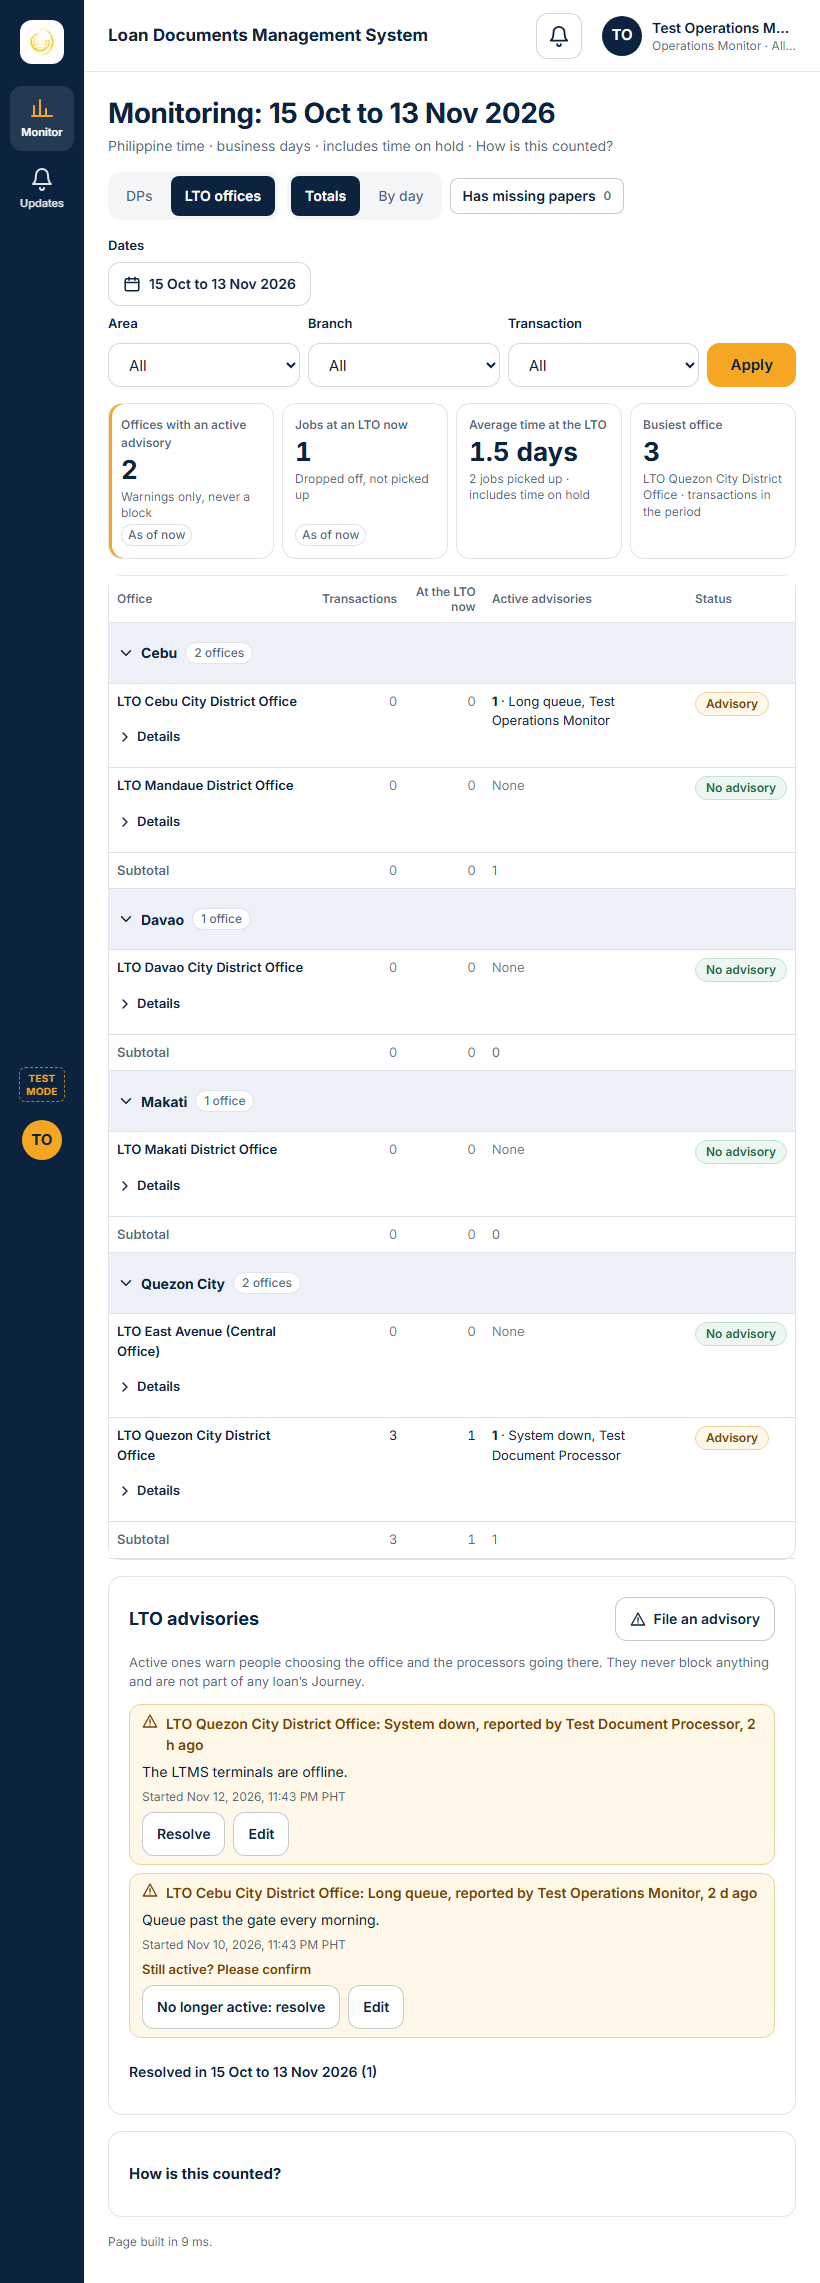 Loan Documents Management System
TO
Test Operations M...
Operations Monitor · All...
Monitor
Updates
TEST
MODE
TO
Monitoring: 15 Oct to 13 Nov 2026
Philippine time · business days · includes time on hold · How is this counted?
DPs
LTO offices
Totals
By day
Has missing papers 0
Dates
15 Oct to 13 Nov 2026
Area
Branch
Transaction
All
All
All
Apply
Offices with an active
advisory
2
Warnings only, never a
block
As of now
Jobs at an LTO now
1
Dropped off, not picked
up
As of now
Average time at the LTO
1.5 days
2 jobs picked up ·
includes time on hold
Busiest office
3
LTO Quezon City District
Office · transactions in
the period
Office
Transactions
At the LTO
now
Active advisories
Status
Cebu 2 offices
LTO Cebu City District Office
0
0
1 · Long queue, Test
Operations Monitor
Advisory
Details
LTO Mandaue District Office
0
0
None
No advisory
Details
Subtotal
0
0
1
Davao 1 office
LTO Davao City District Office
0
0
None
No advisory
Details
Subtotal
0
0
0
Makati 1 office
LTO Makati District Office
0
0
None
No advisory
Details
Subtotal
0
0
0
Quezon City 2 offices
LTO East Avenue (Central
Office)
0
0
None
No advisory
Details
LTO Quezon City District
Office
3
1
1 · System down, Test
Document Processor
Advisory
Details
Subtotal
3
1
1
LTO advisories
File an advisory
Active ones warn people choosing the office and the processors going there. They never block anything
and are not part of any loan's Journey.
LTO Quezon City District Office: System down, reported by Test Document Processor, 2
h ago
The LTMS terminals are offline.
Started Nov 12, 2026, 11:43 PM PHT
Resolve
Edit
LTO Cebu City District Office: Long queue, reported by Test Operations Monitor, 2 d ago
Queue past the gate every morning.
Started Nov 10, 2026, 11:43 PM PHT
Still active? Please confirm
No longer active: resolve
Edit
Resolved in 15 Oct to 13 Nov 2026 (1)
How is this counted?
Page built in 9 ms.